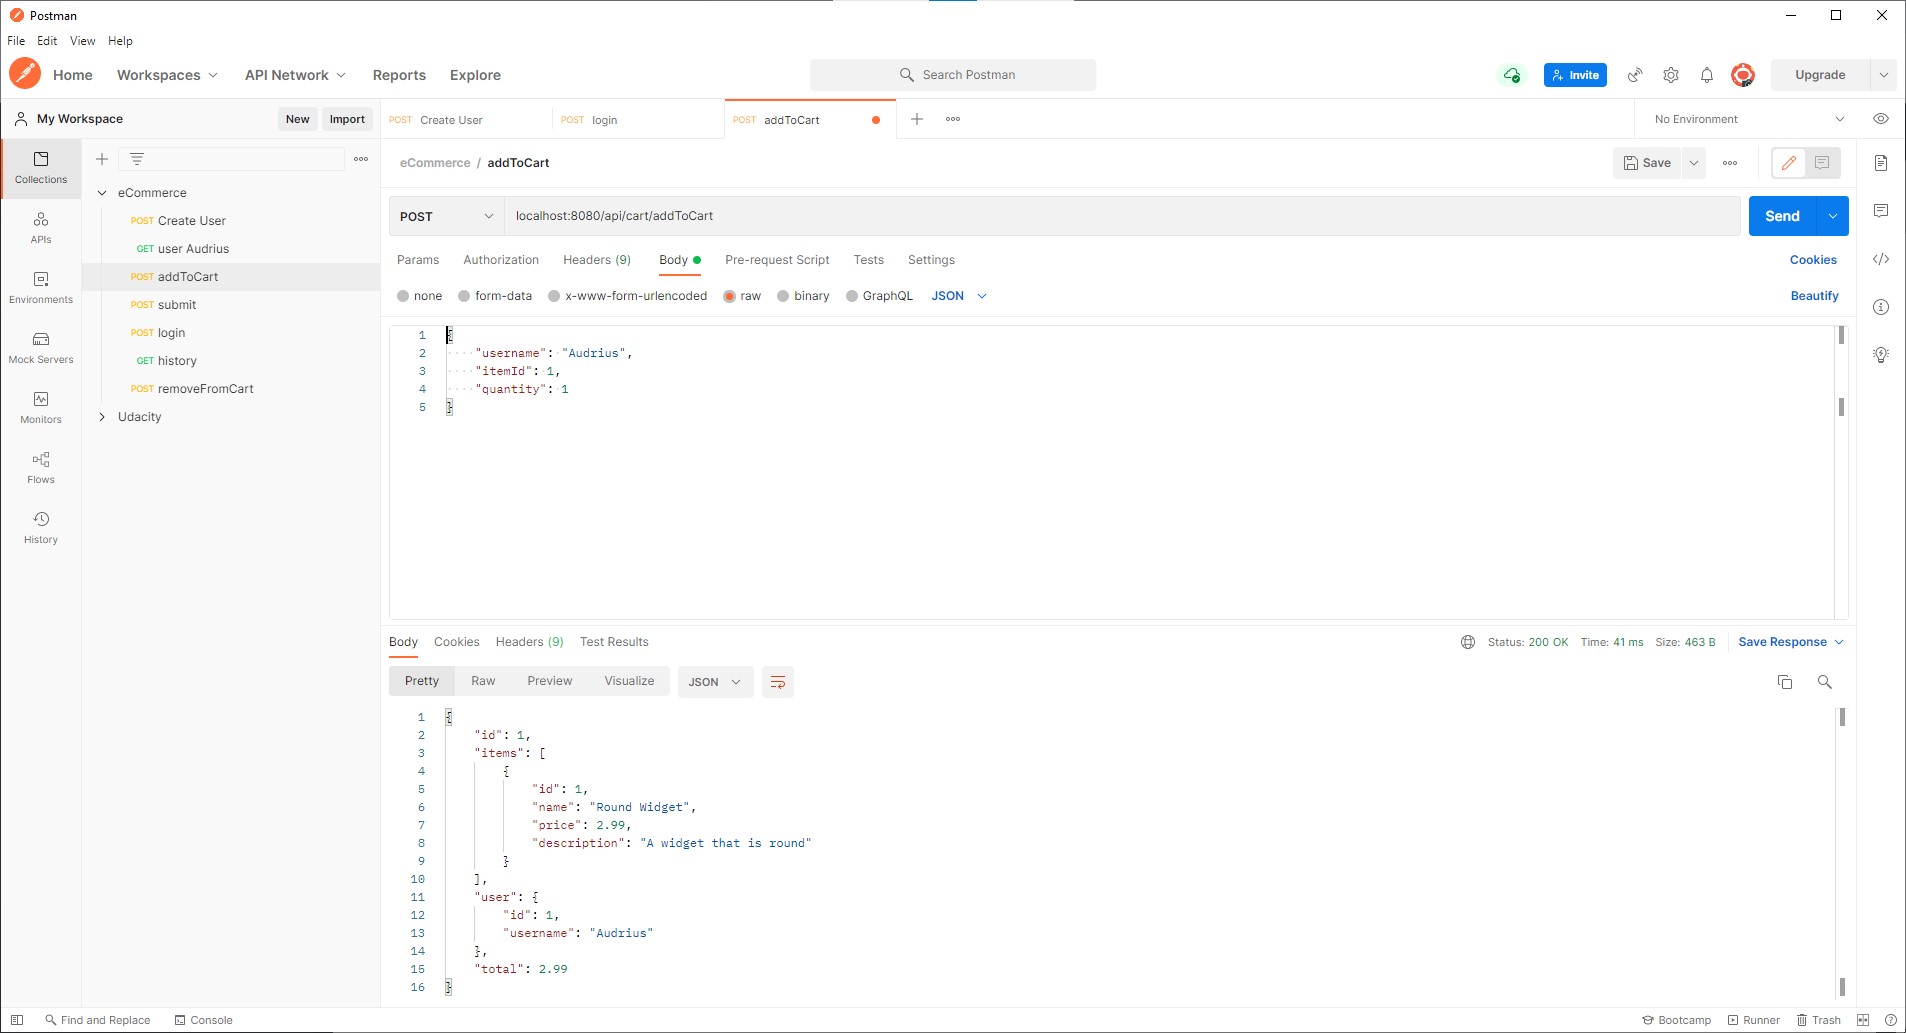 Postman
File Edit View Help
Home Workspaces API Network Reports Explore Search Postman Invite Upgrade
My Workspace New Import
POST Create User POST login POST addToCart No Environment
Collections
APIs
Environments
Mock Servers
Monitors
Flows
History
eCommerce
POST Create User
GET user Audrius
POST addToCart
POST submit
POST login
GET history
POST removeFromCart
Udacity
eCommerce / addToCart Save
POST localhost:8080/api/cart/addToCart Send
Params Authorization Headers (9) Body Pre-request Script Tests Settings Cookies
none form-data x-www-form-urlencoded raw binary GraphQL JSON Beautify
1 {
2 "username": "Audrius",
3 "itemId": 1,
4 "quantity": 1
5 }
Body Cookies Headers (9) Test Results Status: 200 OK Time: 41 ms Size: 463 B Save Response
Pretty Raw Preview Visualize JSON
1 {
2 "id": 1,
3 "items": [
4 {
5 "id": 1,
6 "name": "Round Widget",
7 "price": 2.99,
8 "description": "A widget that is round"
9 }
10 ],
11 "user": {
12 "id": 1,
13 "username": "Audrius"
14 },
15 "total": 2.99
16 }
Find and Replace Console Bootcamp Runner Trash